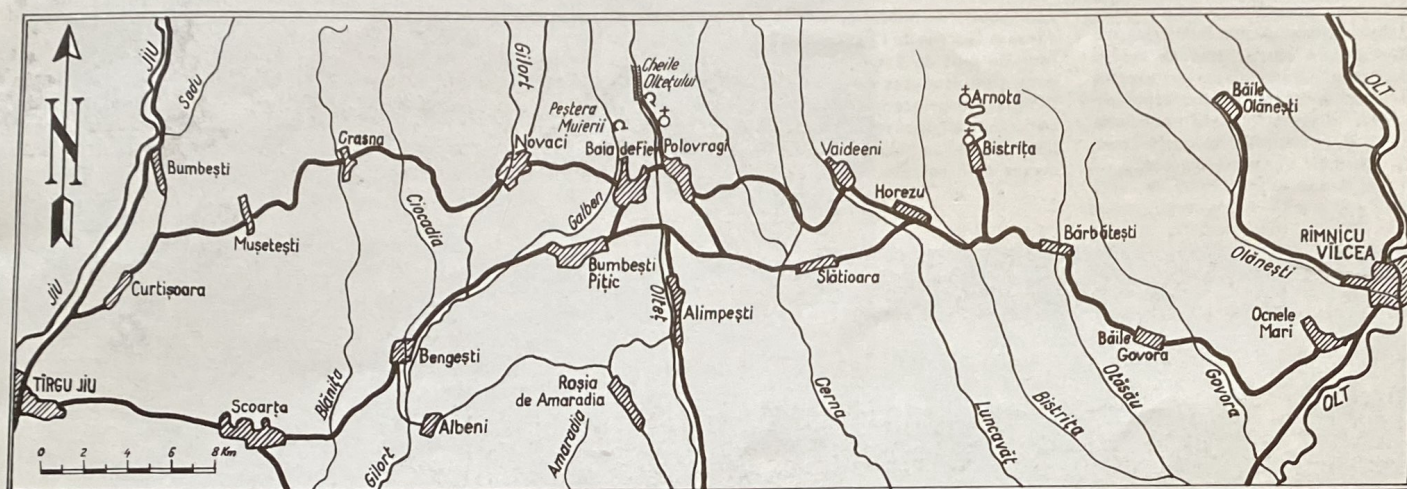 N
JIU
Sadu
Gilort
Cheile
Oltețului
OLT
Peștera
Muierii
Arnota
Băile
Olănești
Crasna
Novaci
Baia de Fier
Polovragi
Vaideeni
Bistrița
Bumbești
Ciocadia
Galben
Horezu
Mușetești
Bărbătești
RÎMNICU
VÎLCEA
Olănești
JIU
Curtișoara
Bumbești
Pițic
Slătioara
Olteț
Alimpești
Ocnele
Mari
Băile
Govora
Bengești
TÎRGU JIU
Blănița
Roșia
de Amaradia
Cerna
Luncavăț
Bistrița
Otăsău
Govora
OLT
Scoarța
Albeni
Amaradia
Gilort
0 2 4 6 8 Km